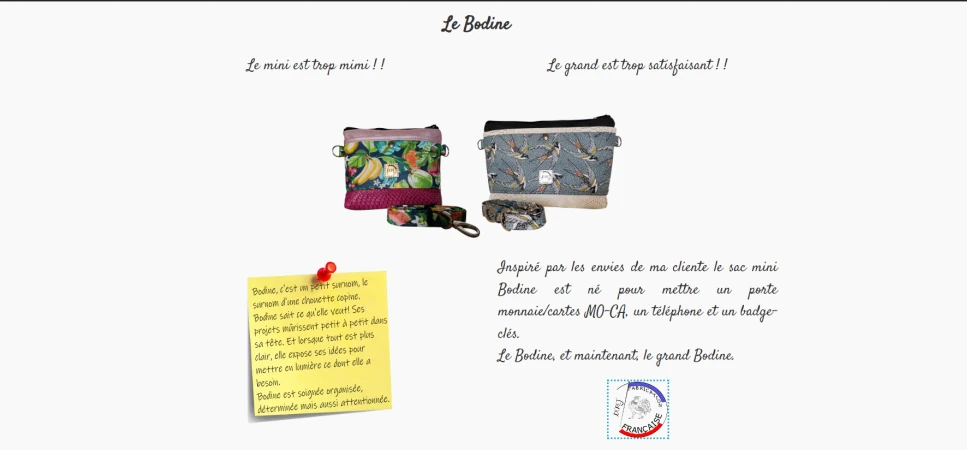 Le Bodine
Le mini est trop mimi ! !
Le grand est trop satisfaisant ! !
Bodine, c'est un petit surnom, le
surnom d'une chouette copine.
Bodine sait ce qu'elle veut! Ses
projets mûrissent petit à petit dans
sa tête. Et lorsque tout est plus
clair, elle expose ses idées pour
mettre en lumière ce dont elle a
besoin.
Bodine est soignée organisée,
déterminée mais aussi attentionnée.
Inspiré par les envies de ma cliente le sac mini
Bodine est né pour mettre un porte
monnaie/cartes MO-CA, un téléphone et un badge-
clés.
Le Bodine, et maintenant, le grand Bodine.
FABRICATION
FRANÇAISE